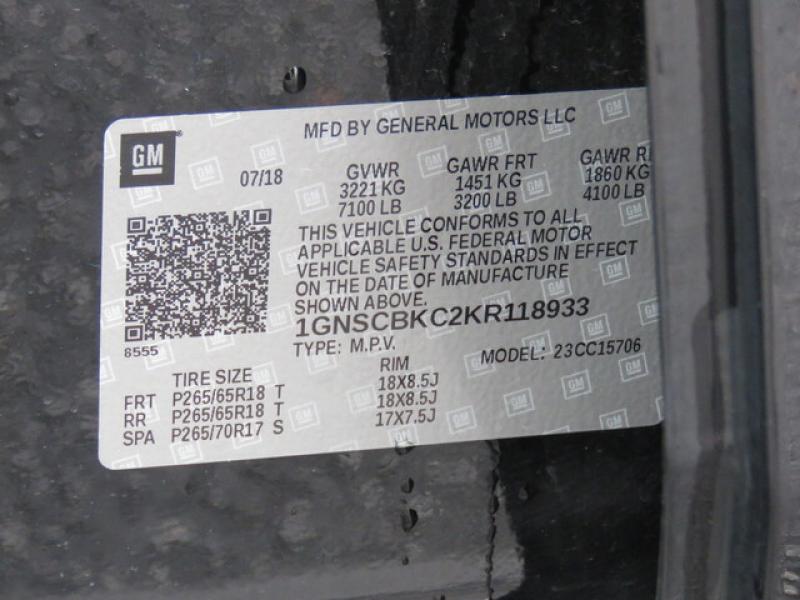 MFD BY GENERAL MOTORS LLC
GM
07/18
GVWR GAWR FRT GAWR
3221 KG 1451 KG 1860 KG
7100 LB 3200 LB 4100 LB
THIS VEHICLE CONFORMS TO ALL
APPLICABLE U.S. FEDERAL MOTOR
VEHICLE SAFETY STANDARDS IN EFFECT
ON THE DATE OF MANUFACTURE
SHOWN ABOVE.
1GNSCBKC2KR118933
8555
TYPE: M.P.V. MODEL: 23CC15706
TIRE SIZE RIM
FRT P265/65R18 T 18X8.5J
RR P265/65R18 T 18X8.5J
SPA P265/70R17 S 17X7.5J